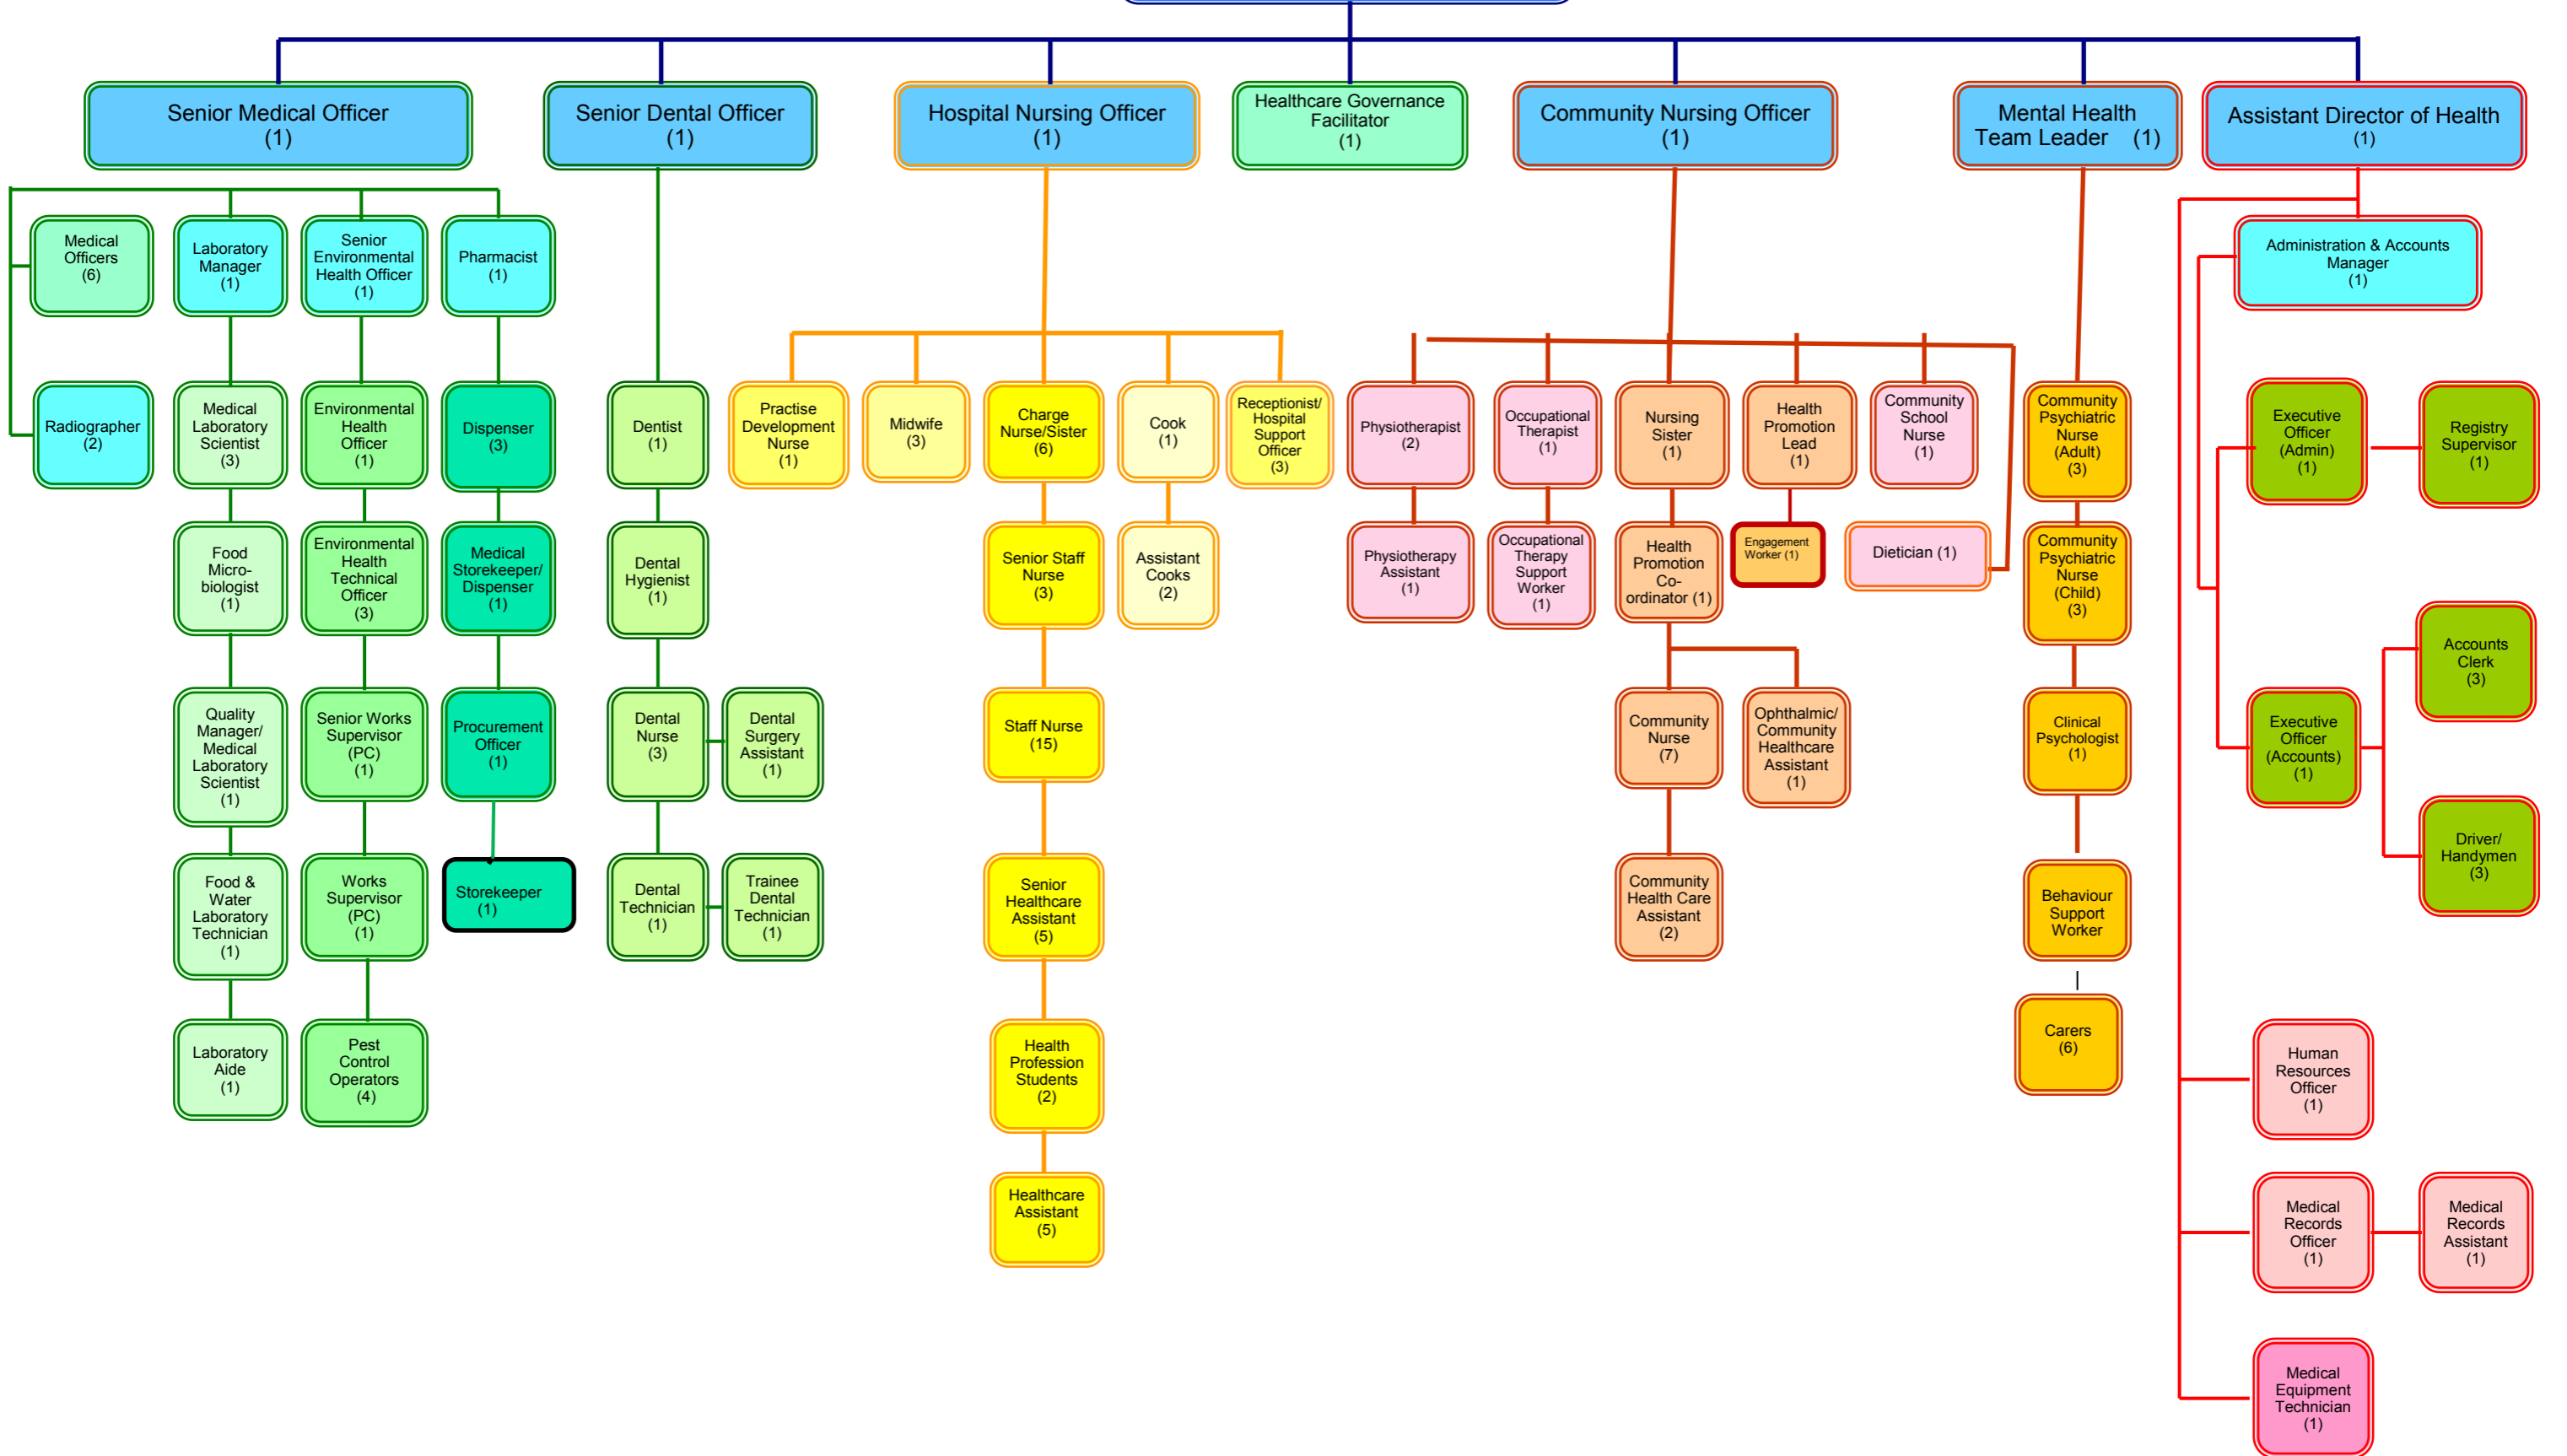 Senior Medical Officer
(1)
Senior Dental Officer
(1)
Hospital Nursing Officer
(1)
Healthcare Governance
Facilitator
(1)
Community Nursing Officer
(1)
Mental Health
Team Leader (1)
Assistant Director of Health
(1)
Medical
Officers
(6)
Laboratory
Manager
(1)
Senior
Environmental
Health Officer
(1)
Pharmacist
(1)
Administration & Accounts
Manager
(1)
Radiographer
(2)
Medical
Laboratory
Scientist
(3)
Environmental
Health
Officer
(1)
Dispenser
(3)
Dentist
(1)
Practise
Development
Nurse
(1)
Midwife
(3)
Charge
Nurse/Sister
(6)
Cook
(1)
Receptionist/
Hospital
Support
Officer
(3)
Physiotherapist
(2)
Occupational
Therapist
(1)
Nursing
Sister
(1)
Health
Promotion
Lead
(1)
Community
School
Nurse
(1)
Community
Psychiatric
Nurse
(Adult)
(3)
Executive
Officer
(Admin)
(1)
Registry
Supervisor
(1)
Food
Micro-
biologist
(1)
Environmental
Health
Technical
Officer
(3)
Medical
Storekeeper/
Dispenser
(1)
Dental
Hygienist
(1)
Senior Staff
Nurse
(3)
Assistant
Cooks
(2)
Physiotherapy
Assistant
(1)
Occupational
Therapy
Support
Worker
(1)
Health
Promotion
Co-
ordinator (1)
Engagement
Worker (1)
Dietician (1)
Community
Psychiatric
Nurse
(Child)
(3)
Accounts
Clerk
(3)
Quality
Manager/
Medical
Laboratory
Scientist
(1)
Senior Works
Supervisor
(PC)
(1)
Procurement
Officer
(1)
Dental
Nurse
(3)
Dental
Surgery
Assistant
(1)
Staff Nurse
(15)
Community
Nurse
(7)
Ophthalmic/
Community
Healthcare
Assistant
(1)
Clinical
Psychologist
(1)
Executive
Officer
(Accounts)
(1)
Driver/
Handymen
(3)
Food &
Water
Laboratory
Technician
(1)
Works
Supervisor
(PC)
(1)
Storekeeper
(1)
Dental
Technician
(1)
Trainee
Dental
Technician
(1)
Senior
Healthcare
Assistant
(5)
Community
Health Care
Assistant
(2)
Behaviour
Support
Worker
Laboratory
Aide
(1)
Pest
Control
Operators
(4)
Health
Profession
Students
(2)
Carers
(6)
Human
Resources
Officer
(1)
Healthcare
Assistant
(5)
Medical
Records
Officer
(1)
Medical
Records
Assistant
(1)
Medical
Equipment
Technician
(1)